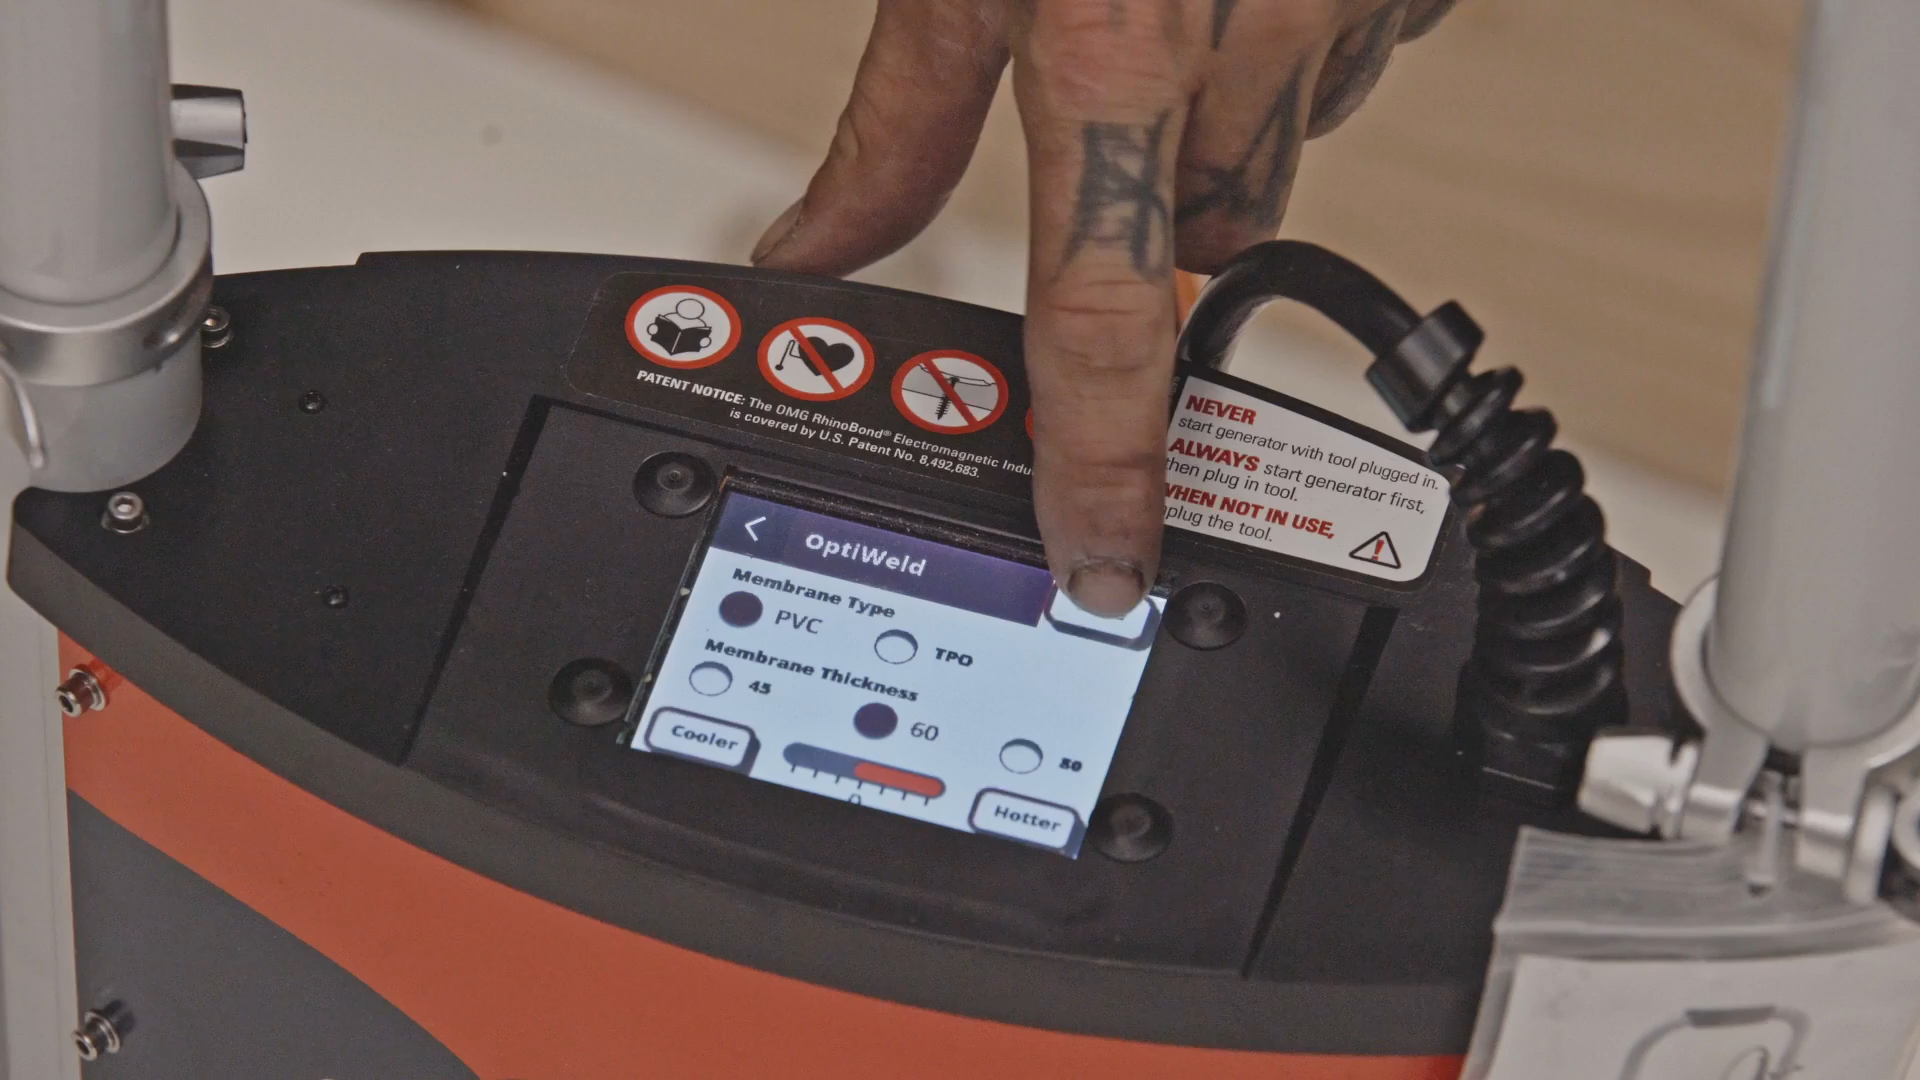 PATENT NOTICE: The OMG RhinoBond® Electromagnetic
is covered by U.S. Patent No. 8,492,683.
NEVER
start generator with tool plugged in.
ALWAYS start generator first,
then plug in tool.
WHEN NOT IN USE,
the tool.
OptiWeld
Membrane Type
PVC
TPO
Membrane Thickness
45
60
80
Cooler
0
Hotter